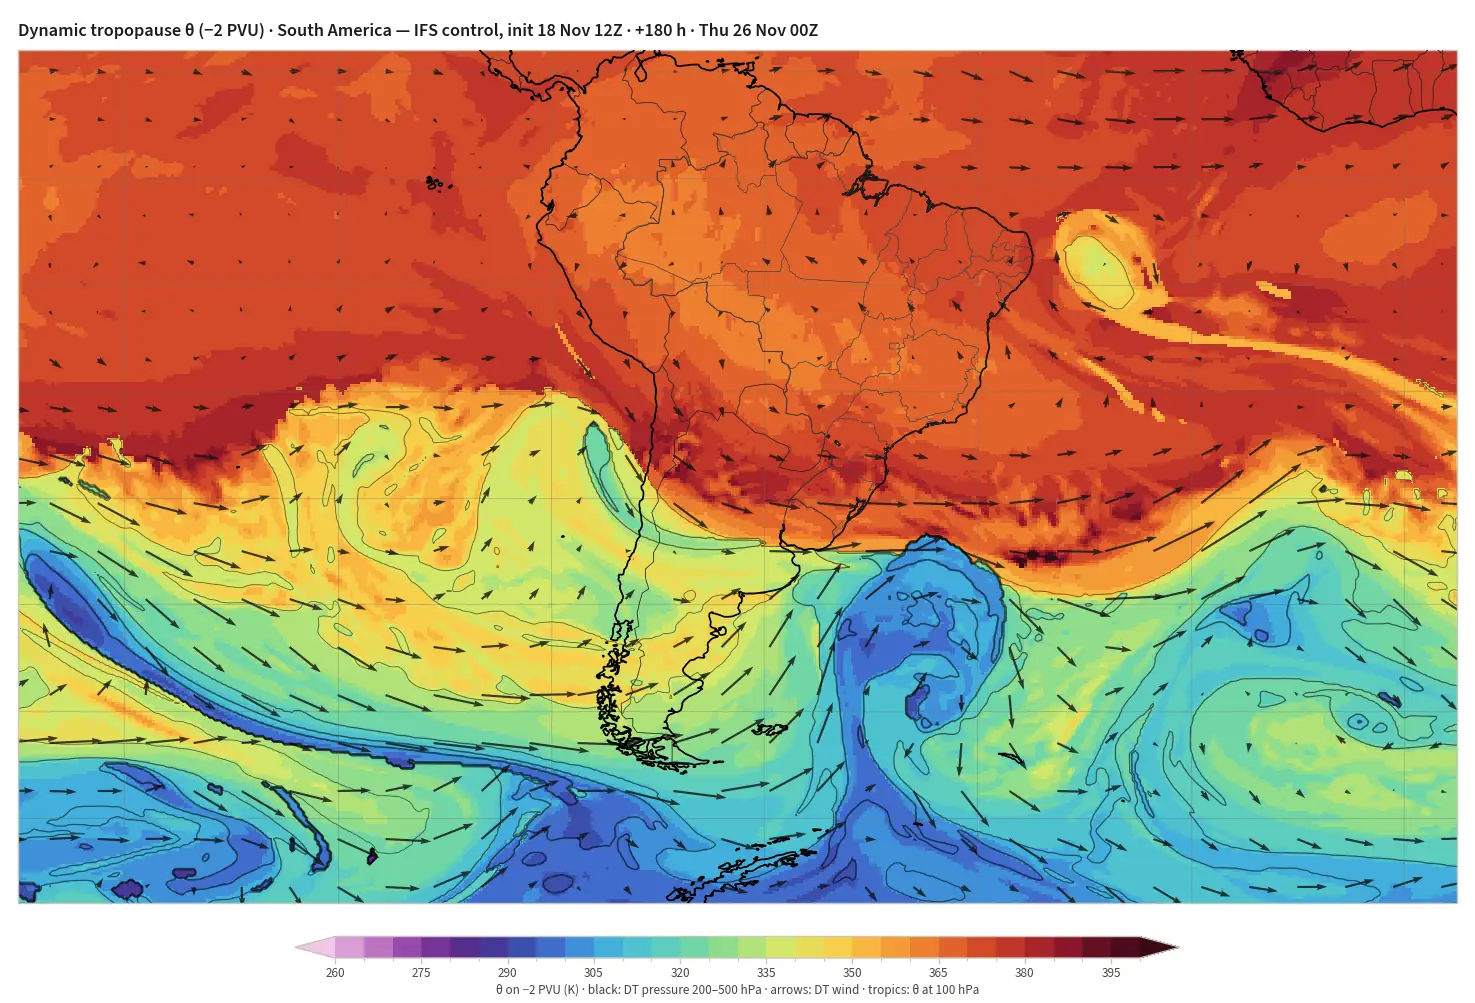 Dynamic tropopause θ (−2 PVU) · South America — IFS control, init 18 Nov 12Z · +180 h · Thu 26 Nov 00Z
260 275 290 305 320 335 350 365 380 395
θ on −2 PVU (K) · black: DT pressure 200–500 hPa · arrows: DT wind · tropics: θ at 100 hPa